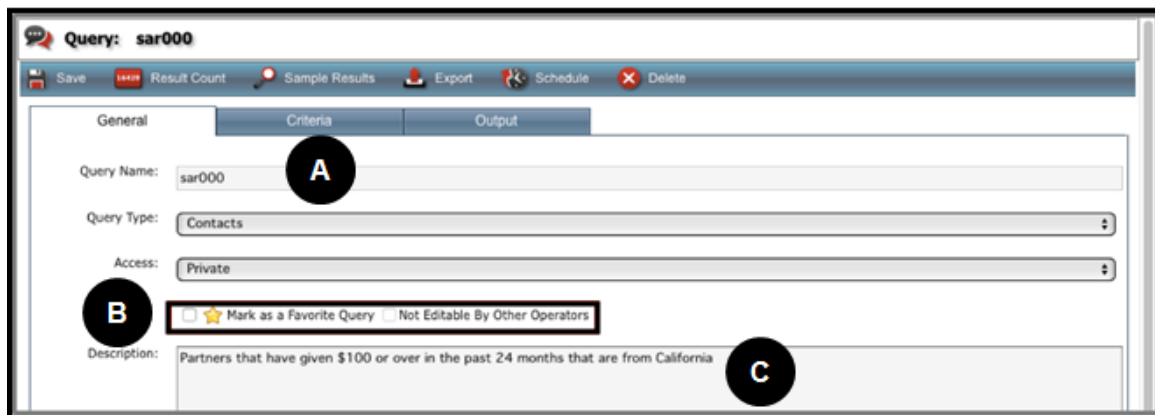 Query: sar000
Save 16429 Result Count Sample Results Export Schedule Delete
General Criteria Output
A
Query Name: sar000
Query Type: Contacts
Access: Private
B
Mark as a Favorite Query Not Editable By Other Operators
Description: Partners that have given $100 or over in the past 24 months that are from California
C